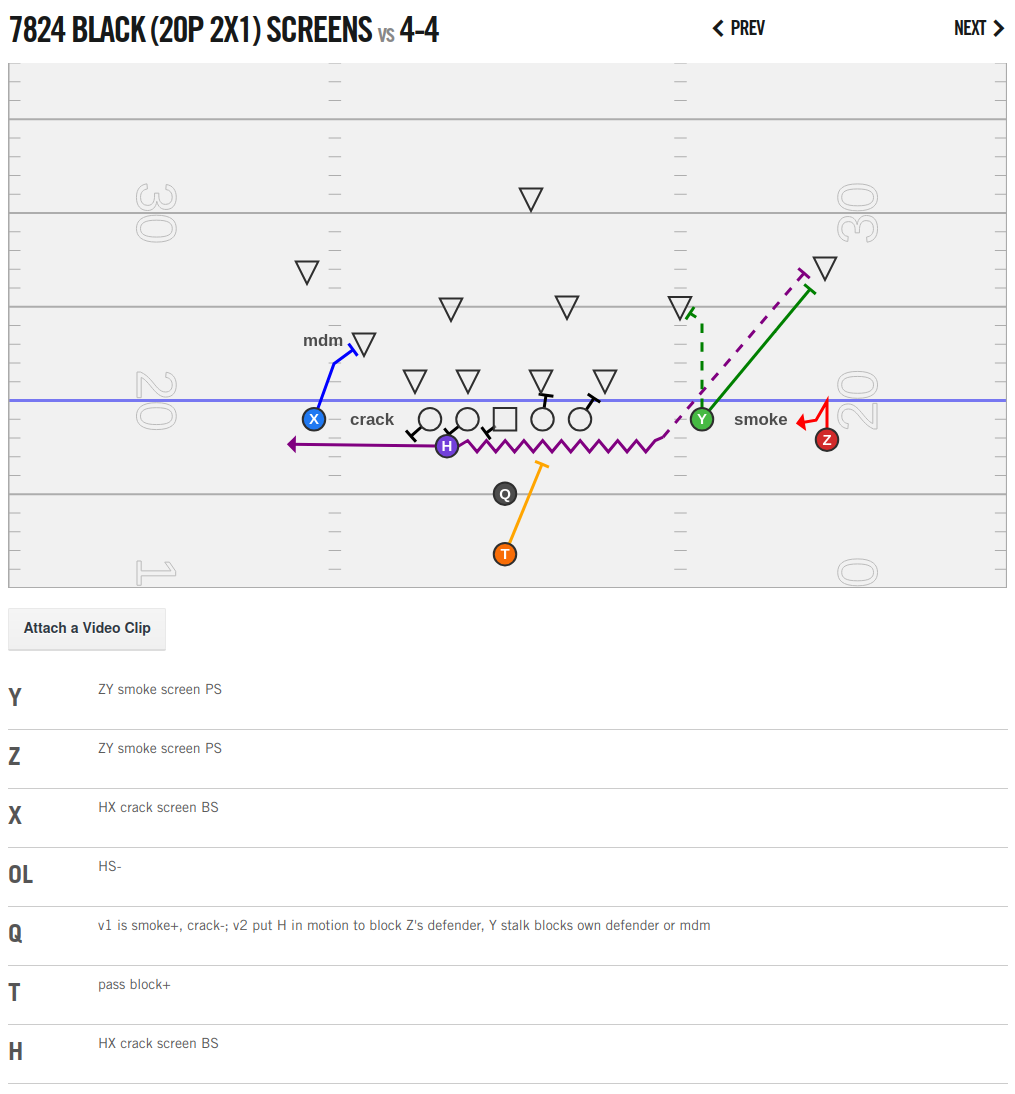 7824 BLACK (20P 2X1) SCREENS vs 4-4
PREV
NEXT
30
30
mdm
20
20
X
crack
H
Y
smoke
Z
Q
T
1
0
Attach a Video Clip
Y
ZY smoke screen PS
Z
ZY smoke screen PS
X
HX crack screen BS
OL
HS-
Q
v1 is smoke+, crack-; v2 put H in motion to block Z's defender, Y stalk blocks own defender or mdm
T
pass block+
H
HX crack screen BS